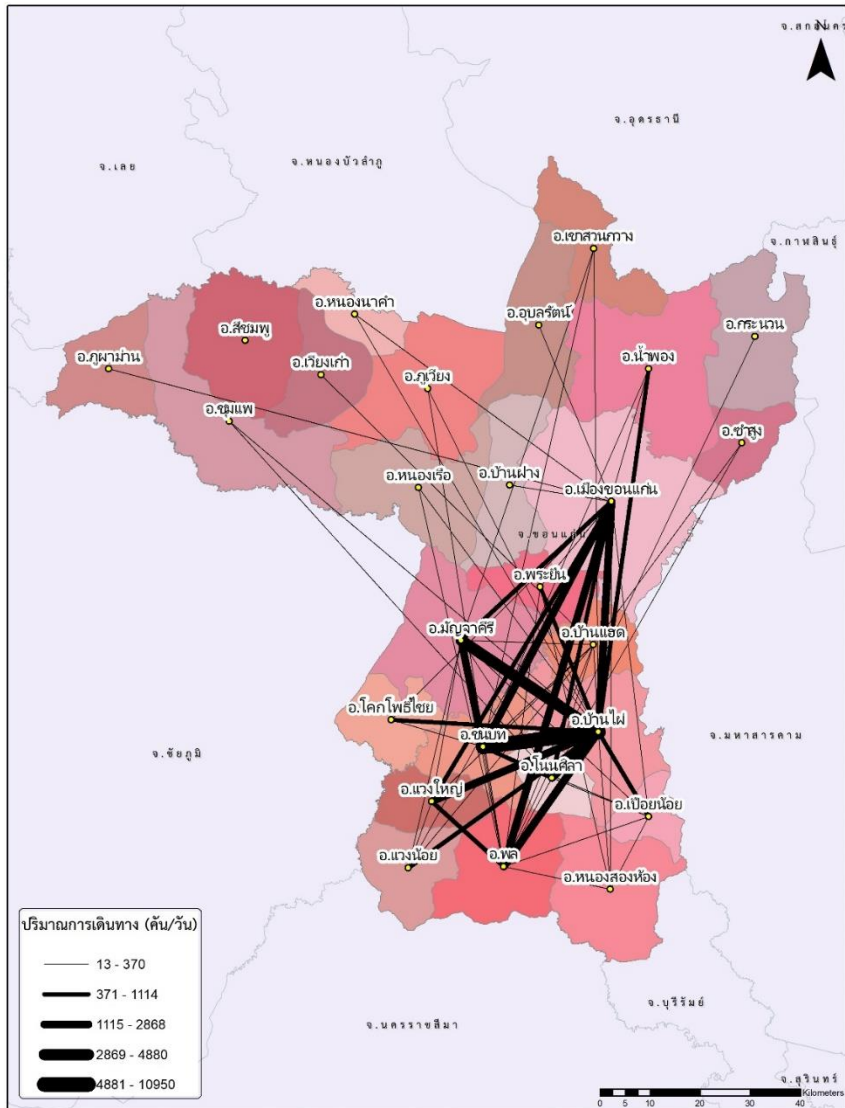 จ.สกลนคร
N
จ.อุดรธานี
จ.เลย
จ.หนองบัวลำภู
จ.กาฬสินธุ์
อ.เขาสวนกวาง
อ.หนองนาคำ
อ.อุบลรัตน์
อ.กระนวน
อ.สีชมพู
อ.ภูผาม่าน
อ.เวียงเก่า
อ.น้ำพอง
อ.ภูเวียง
อ.ชุมแพ
อ.ซำสูง
อ.หนองเรือ
อ.บ้านฝาง
อ.เมืองขอนแก่น
จ.ขอนแก่น
อ.พระยืน
อ.มัญจาคีรี
อ.บ้านแฮด
อ.โคกโพธิ์ไชย
อ.บ้านไผ่
อ.ชนบท
จ.มหาสารคาม
จ.ชัยภูมิ
อ.โนนศิลา
อ.แวงใหญ่
อ.เปือยน้อย
อ.แวงน้อย
อ.พล
อ.หนองสองห้อง
ปริมาณการเดินทาง (คัน/วัน)
13 - 370
371 - 1114
1115 - 2868
2869 - 4880
4881 - 10950
จ.นครราชสีมา
จ.บุรีรัมย์
จ.สุรินทร์
Kilometers
0 5 10 20 30 40